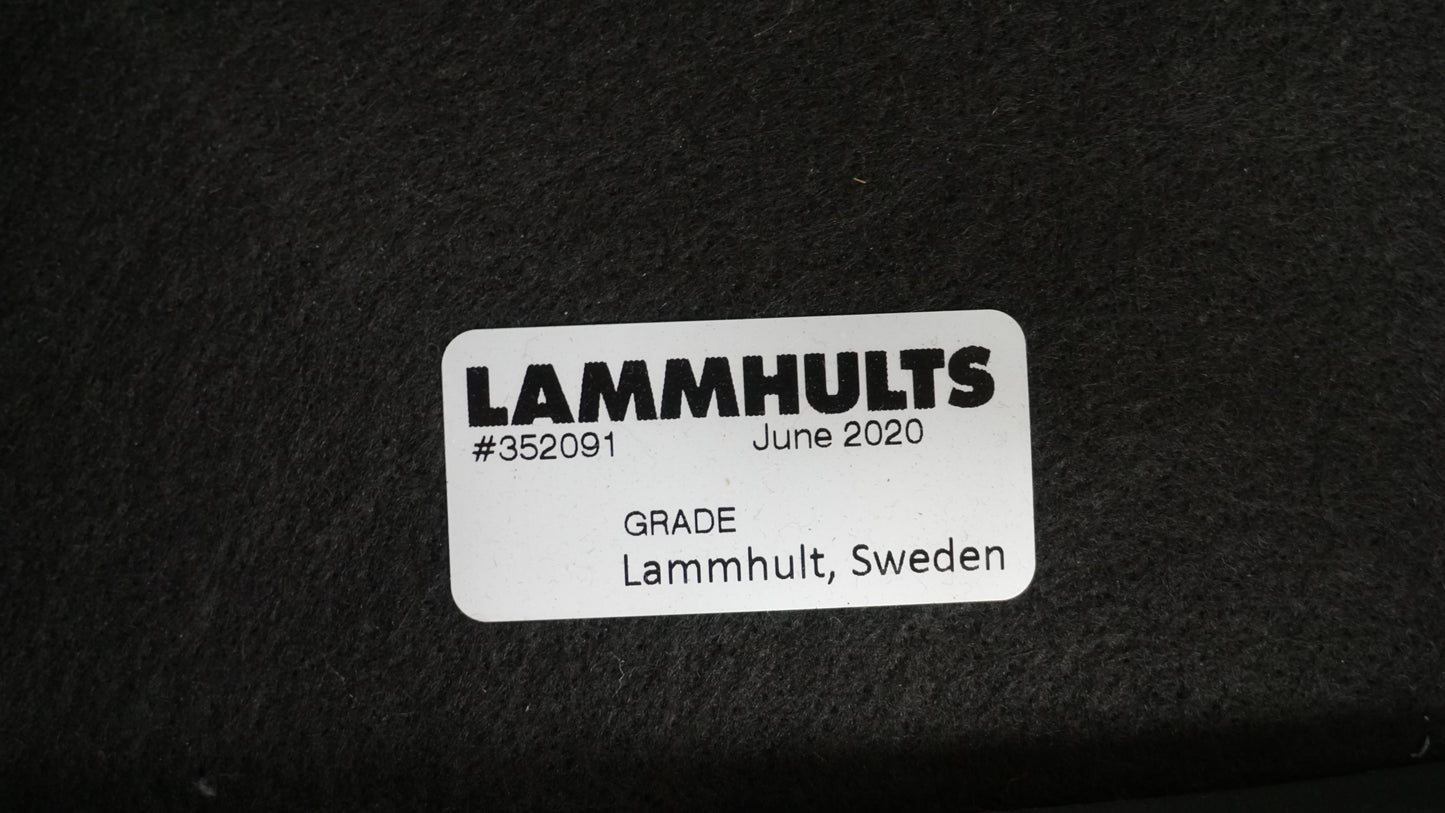 LAMMHULTS
#352091 June 2020
GRADE
Lammhult, Sweden